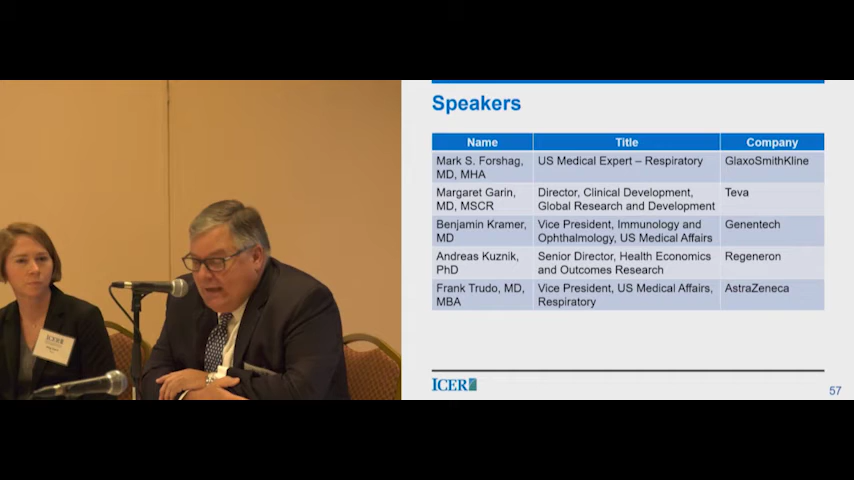 Speakers
Name Title Company
Mark S. Forshag, US Medical Expert – Respiratory GlaxoSmithKline
MD, MHA
Margaret Garin, Director, Clinical Development, Teva
MD, MSCR Global Research and Development
Benjamin Kramer, Vice President, Immunology and Genentech
MD Ophthalmology, US Medical Affairs
Andreas Kuznik, Senior Director, Health Economics Regeneron
PhD and Outcomes Research
Frank Trudo, MD, Vice President, US Medical Affairs, AstraZeneca
MBA Respiratory
ICER
57
ICER